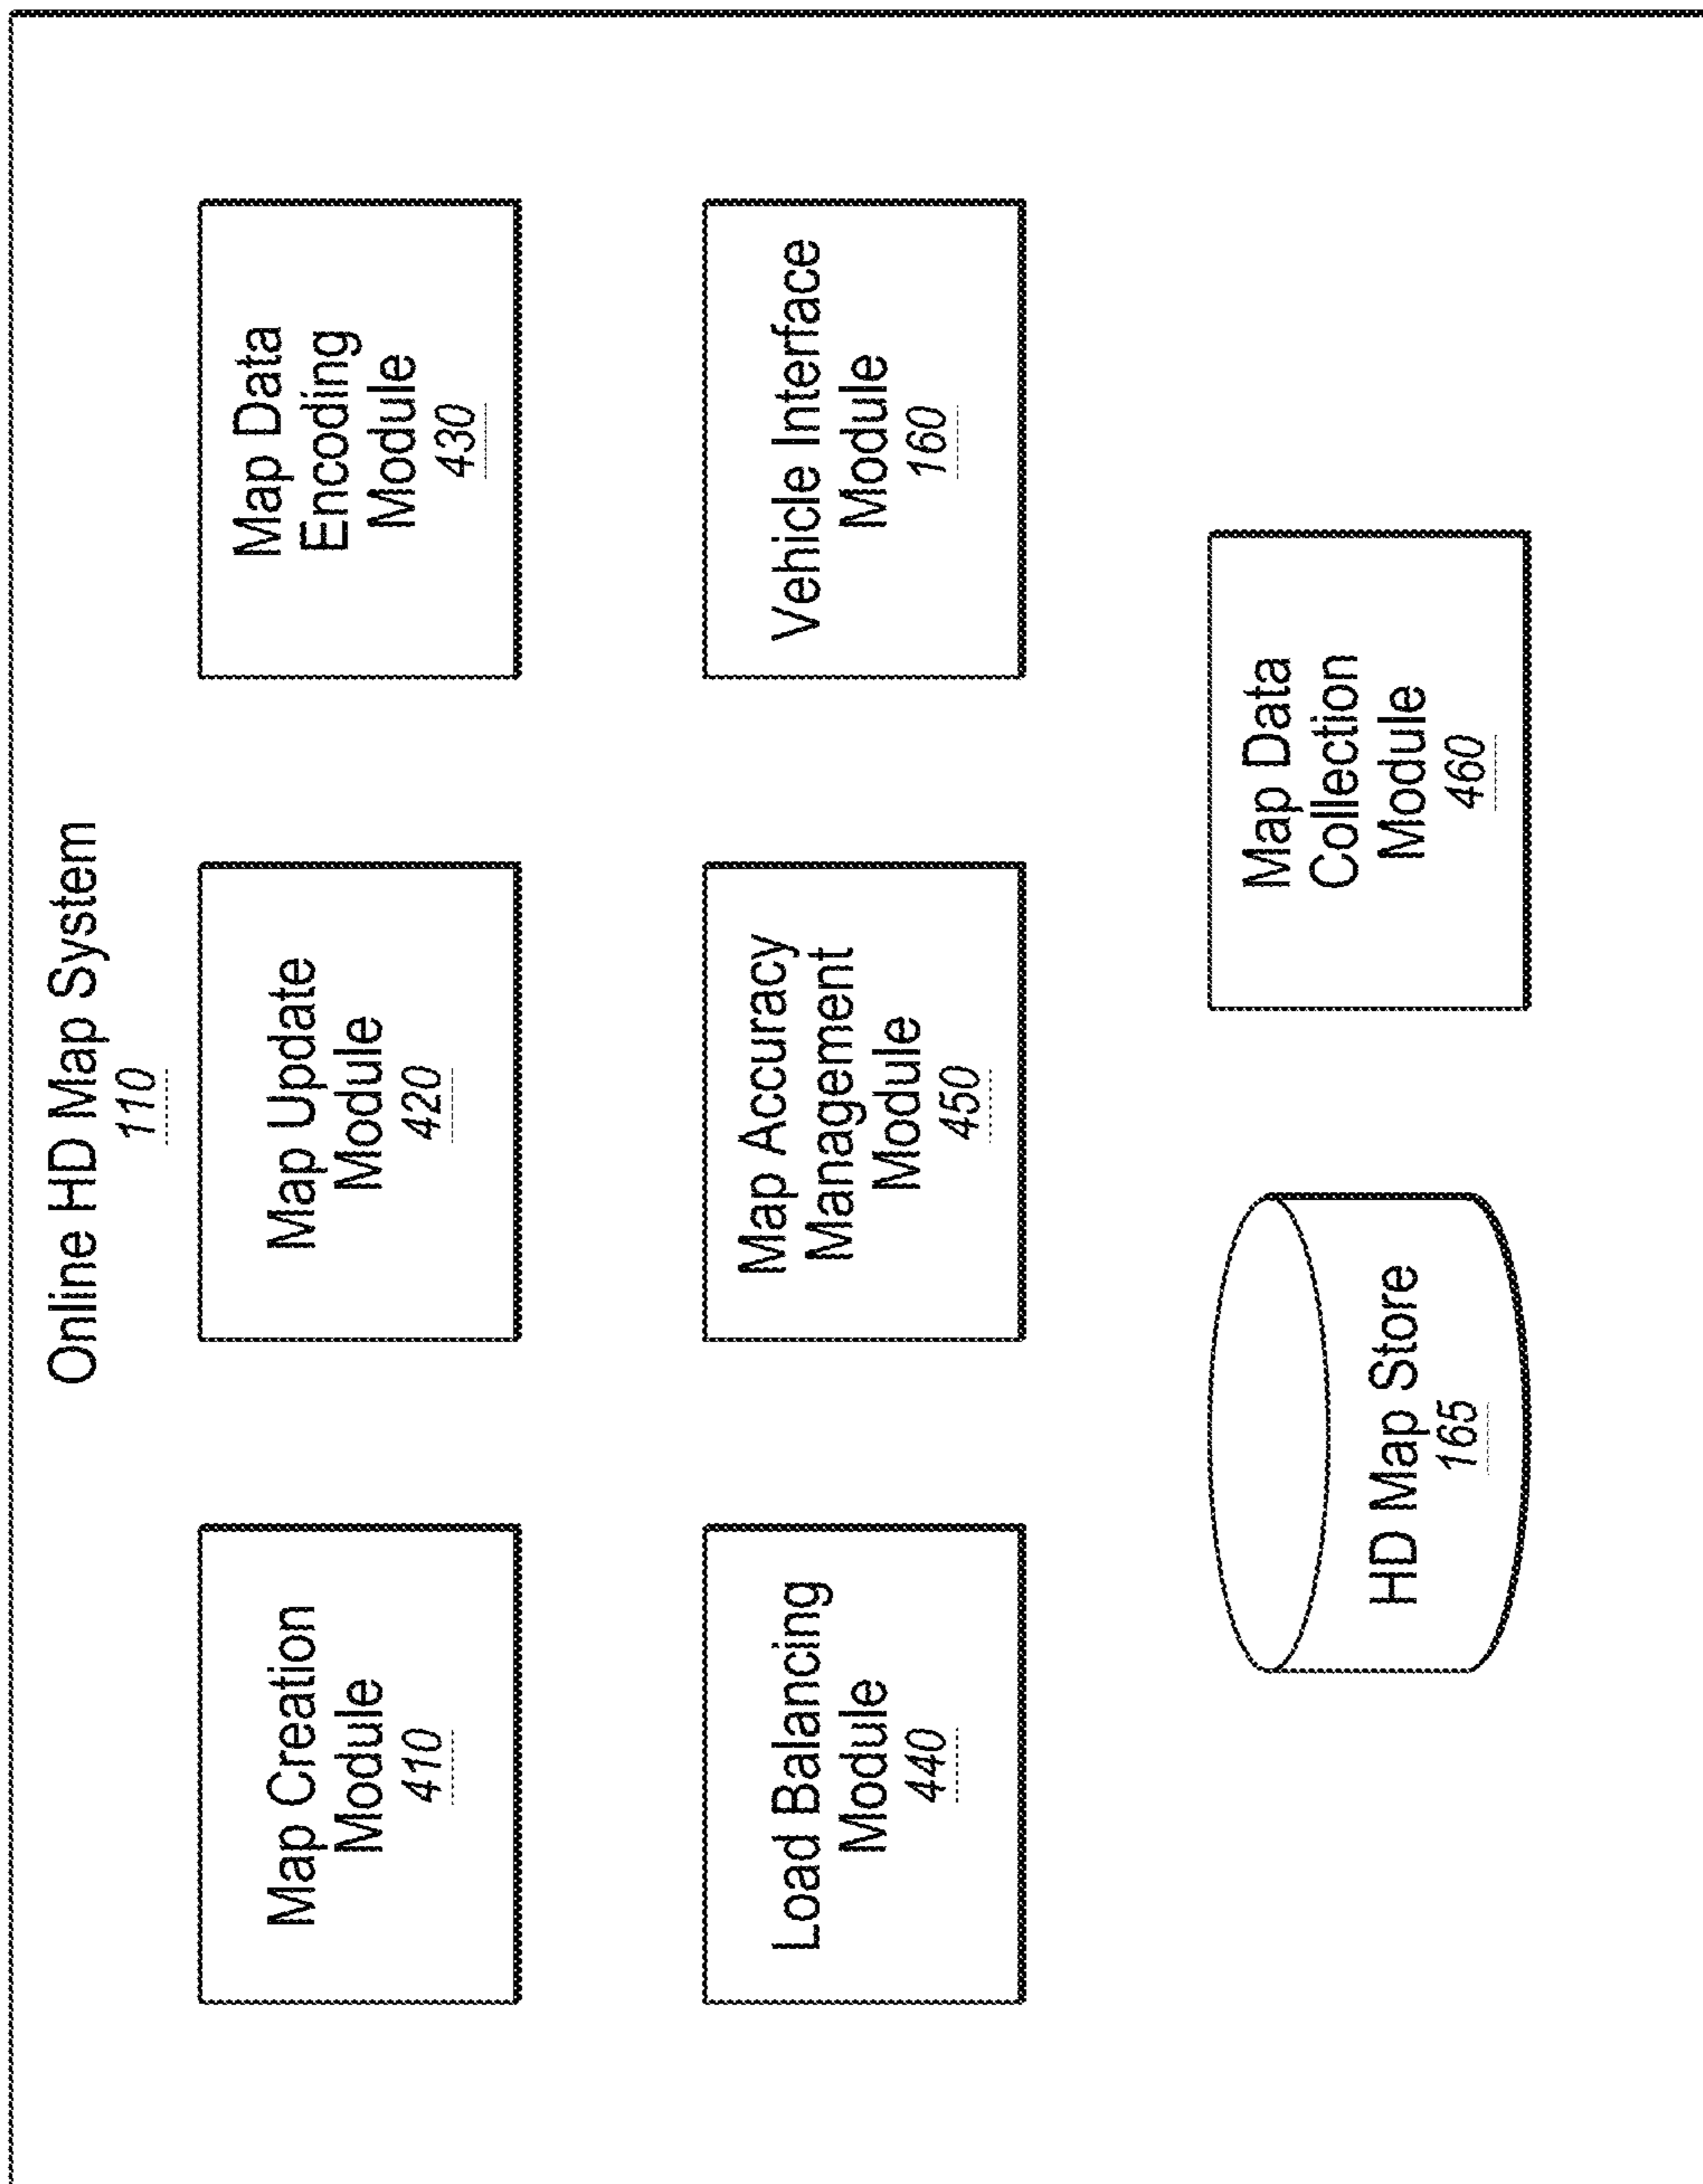 Online HD Map System
110
Map Creation
Module
410
Map Update
Module
420
Map Data
Encoding
Module
430
Load Balancing
Module
440
Map Accuracy
Management
Module
450
Vehicle Interface
Module
160
HD Map Store
165
Map Data
Collection
Module
460